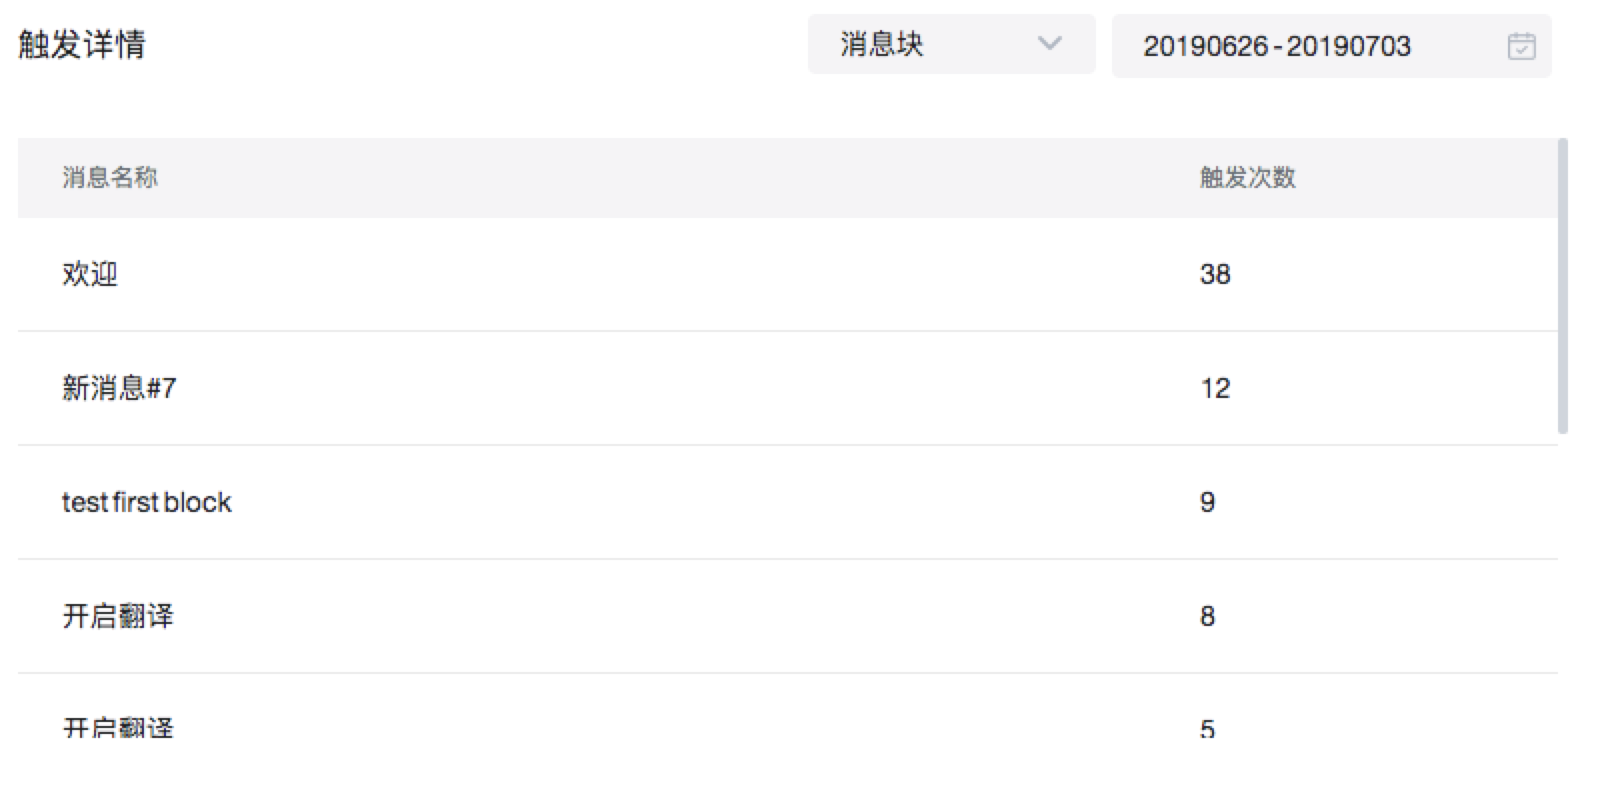 触发详情
消息块
20190626 - 20190703
消息名称 触发次数
欢迎 38
新消息#7 12
test first block 9
开启翻译 8
开启翻译 5